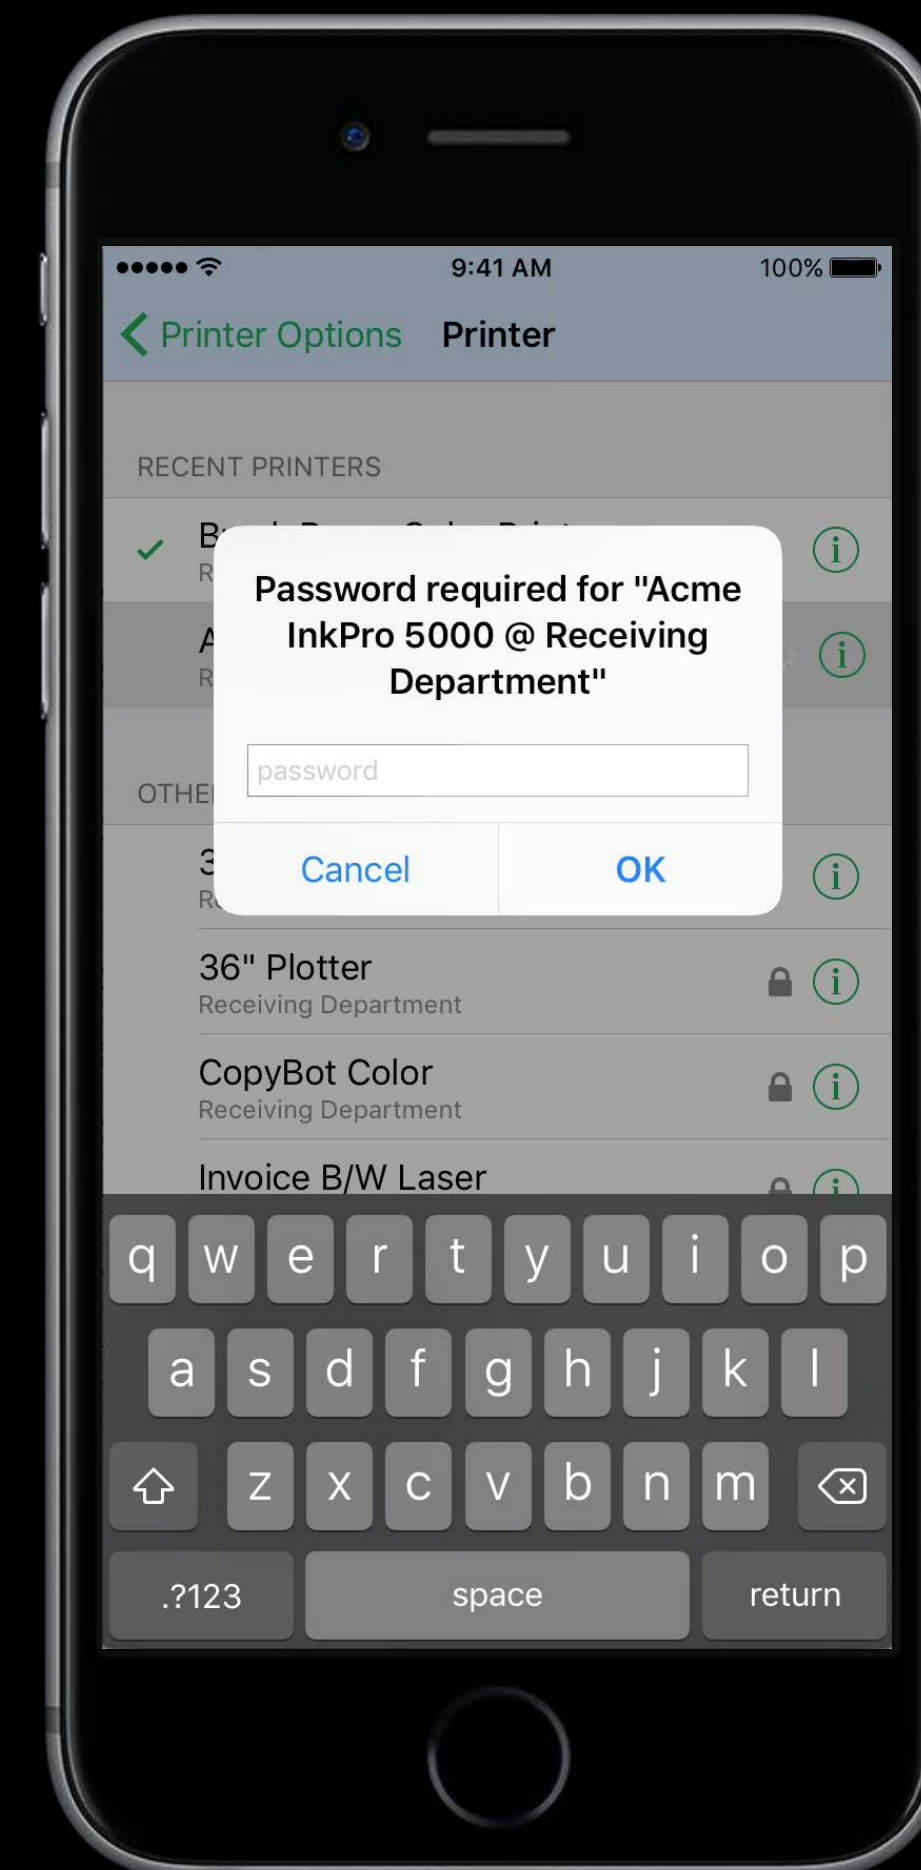 9:41 AM 100%
Printer Options Printer
RECENT PRINTERS
Password required for "Acme
InkPro 5000 @ Receiving
Department"
password
Cancel OK
36" Plotter
Receiving Department
CopyBot Color
Receiving Department
Invoice B/W Laser
q w e r t y u i o p
a s d f g h j k l
z x c v b n m
.?123 space return